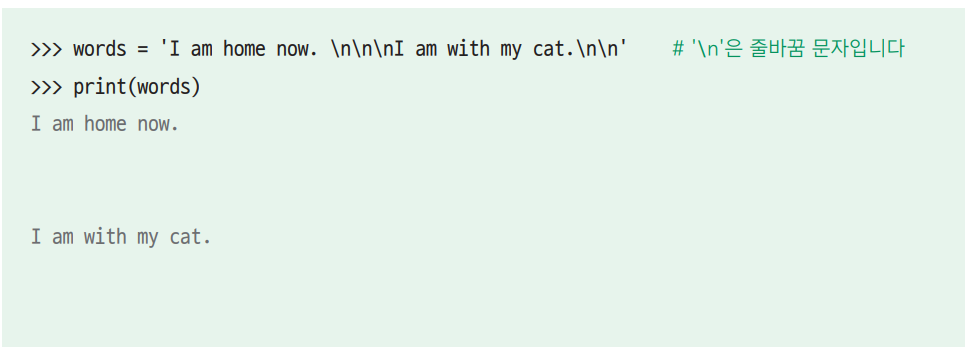 >>> words = 'I am home now. \n\n\nI am with my cat.\n\n'    # '\n'은 줄바꿈 문자입니다
>>> print(words)
I am home now.
I am with my cat.